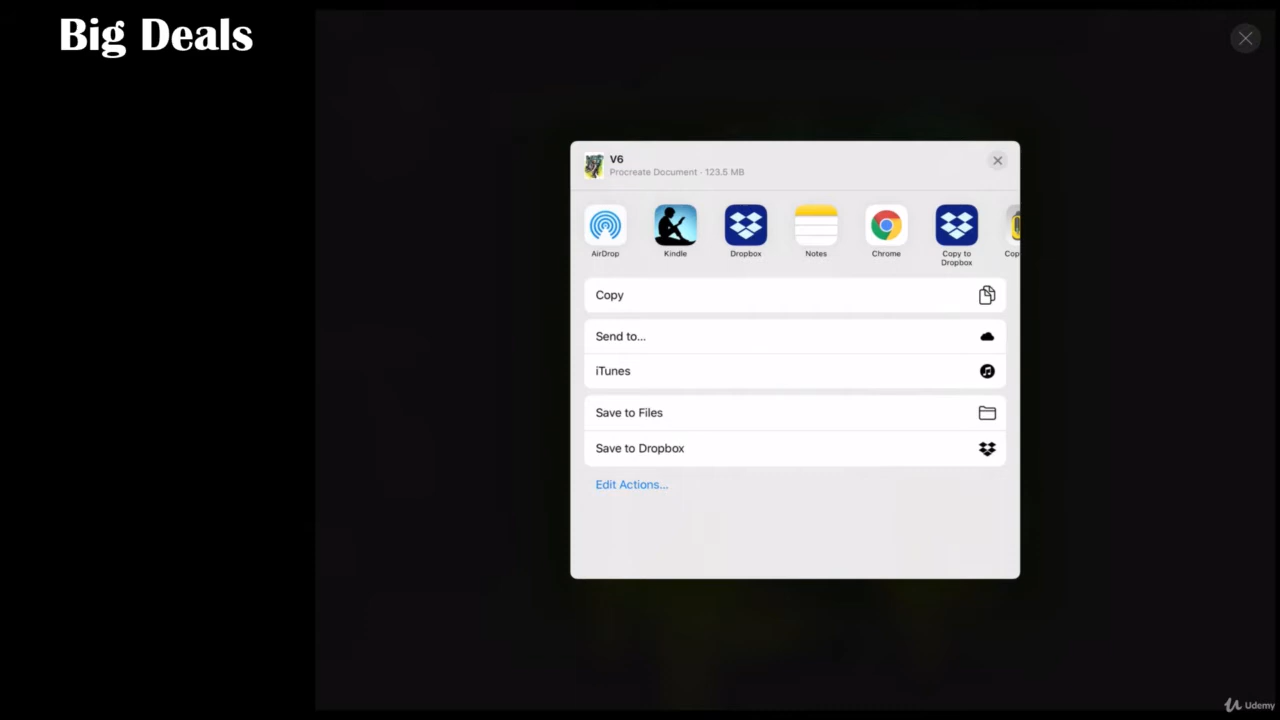 Big Deals
V6
Procreate Document · 123.5 MB
AirDrop
Kindle
Dropbox
Notes
Chrome
Copy to
Dropbox
Cop
Copy
Send to...
iTunes
Save to Files
Save to Dropbox
Edit Actions...
Udemy